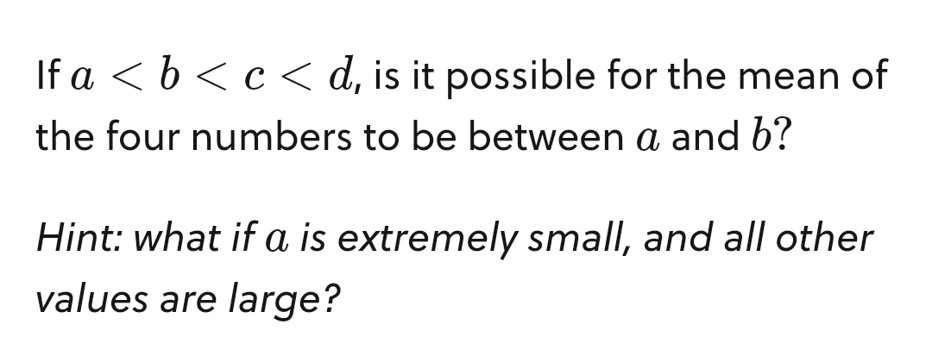 If a < b < c < d, is it possible for the mean of
the four numbers to be between a and b?
Hint: what if a is extremely small, and all other
values are large?